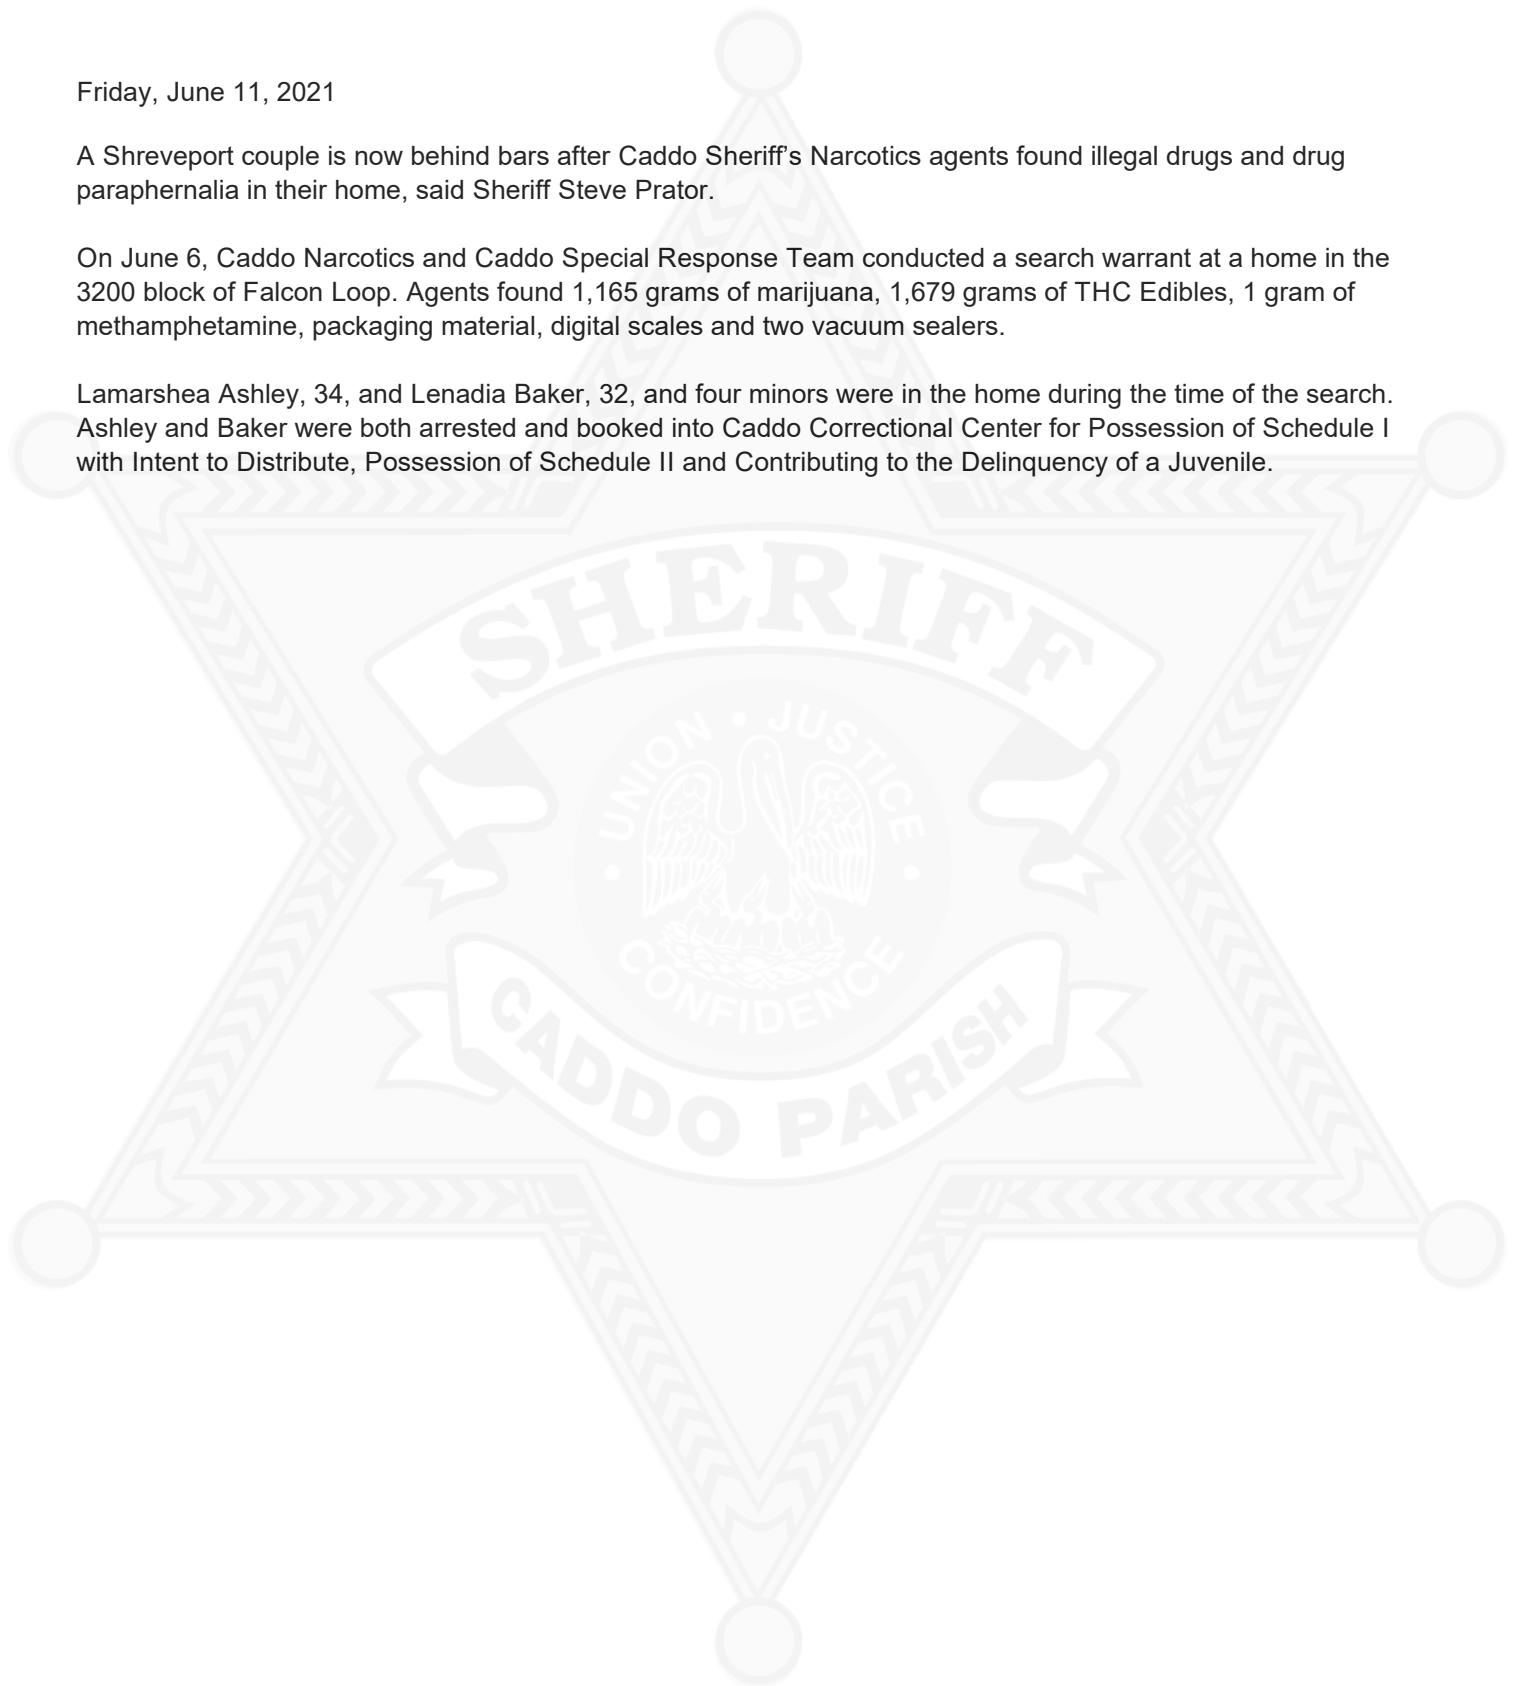 Friday, June 11, 2021
A Shreveport couple is now behind bars after Caddo Sheriff’s Narcotics agents found illegal drugs and drug
paraphernalia in their home, said Sheriff Steve Prator.
On June 6, Caddo Narcotics and Caddo Special Response Team conducted a search warrant at a home in the
3200 block of Falcon Loop. Agents found 1,165 grams of marijuana, 1,679 grams of THC Edibles, 1 gram of
methamphetamine, packaging material, digital scales and two vacuum sealers.
Lamarshea Ashley, 34, and Lenadia Baker, 32, and four minors were in the home during the time of the search.
Ashley and Baker were both arrested and booked into Caddo Correctional Center for Possession of Schedule I
with Intent to Distribute, Possession of Schedule II and Contributing to the Delinquency of a Juvenile.
SHERIFF
UNION • JUSTICE
• CONFIDENCE •
CADDO PARISH